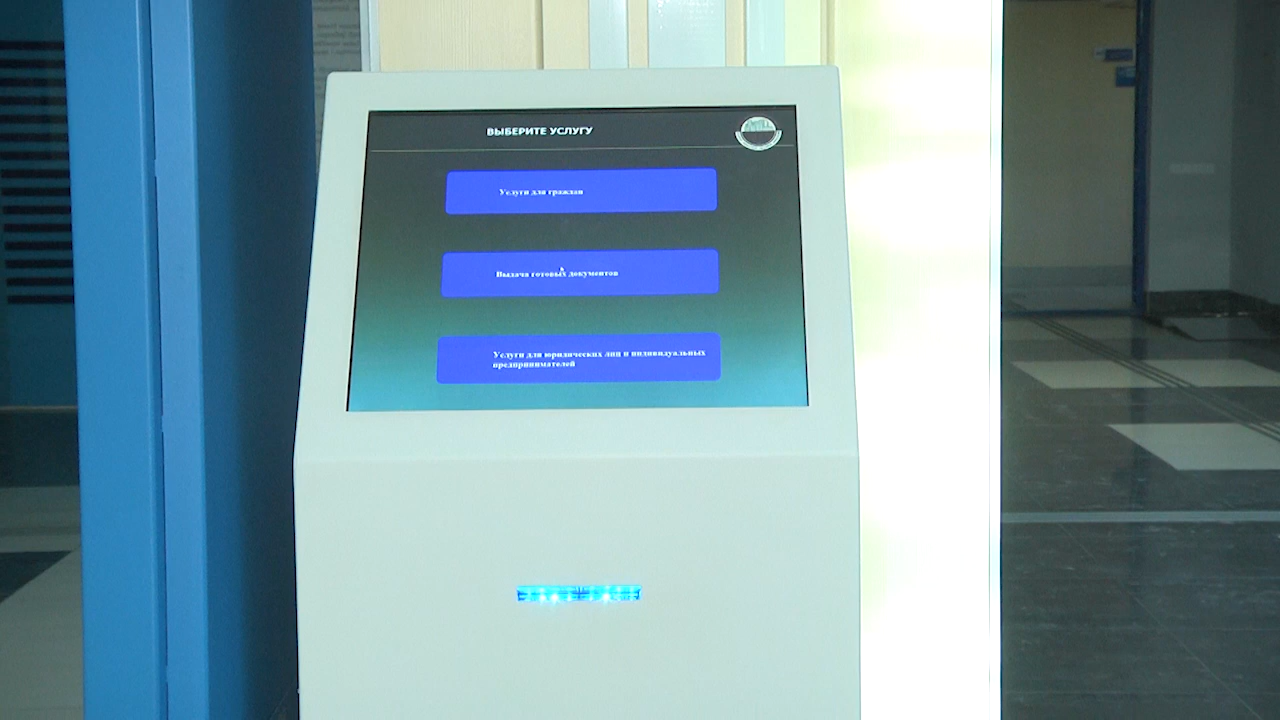 ВЫБЕРИТЕ УСЛУГУ
Услуги для граждан
Выдача готовых документов
Услуги для юридических лиц и индивидуальных
предпринимателей